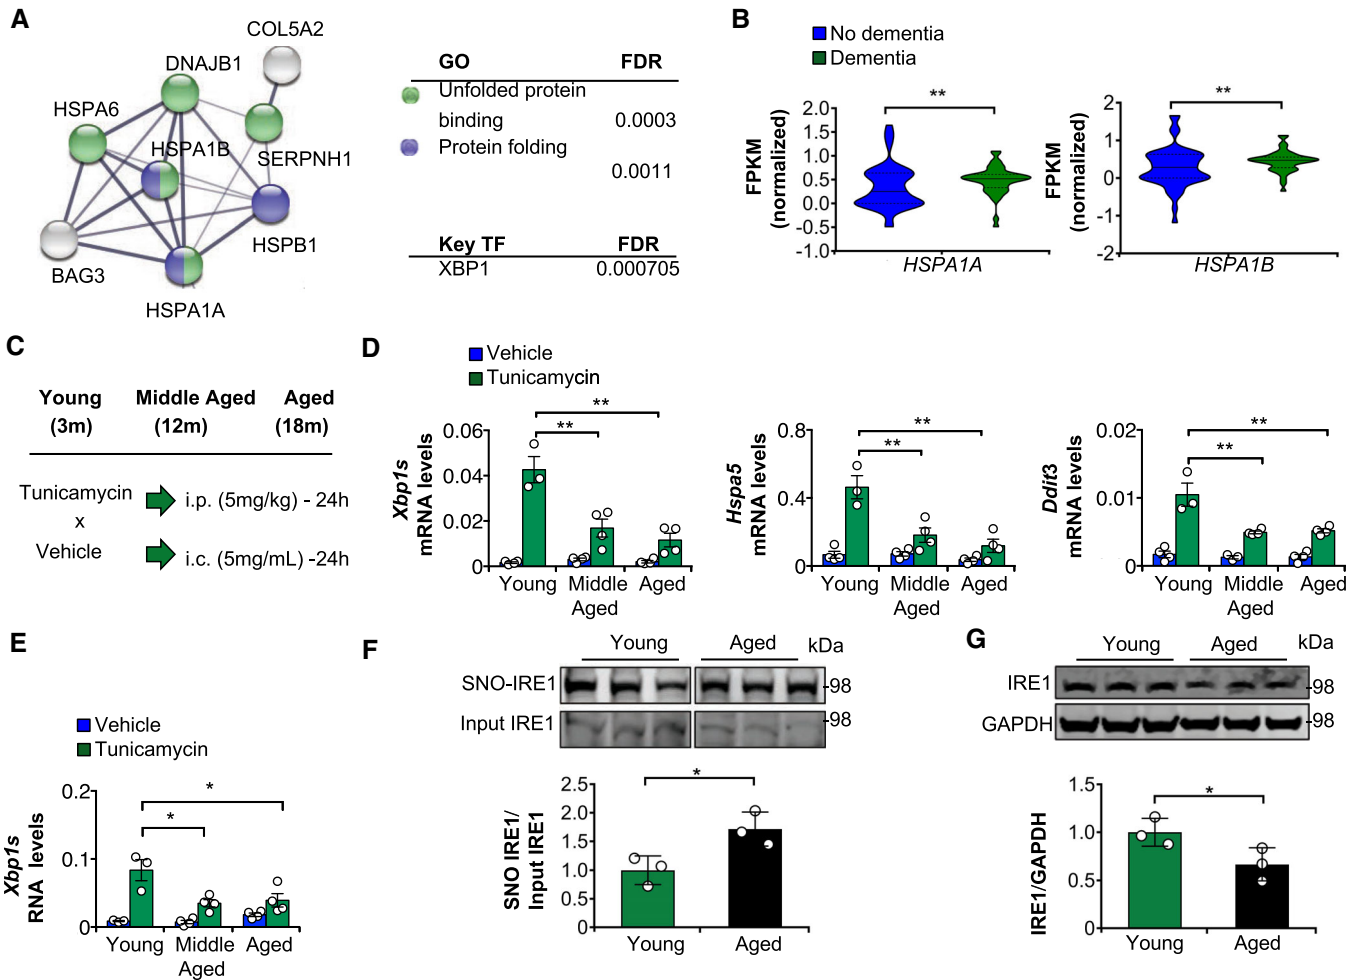 A
COL5A2
DNAJB1
HSPA6
HSPA1B
SERPNH1
HSPB1
BAG3
HSPA1A
GO FDR
Unfolded protein
binding 0.0003
Protein folding
0.0011
Key TF FDR
XBP1 0.000705
B
No dementia
Dementia
FPKM
(normalized)
2.0
1.5
1.0
0.5
0.0
-0.5
-1.0
**
HSPA1A
FPKM
(normalized)
2
1
0
-1
-2
**
HSPA1B
C
Young Middle Aged Aged
(3m) (12m) (18m)
Tunicamycin
x
Vehicle
i.p. (5mg/kg) - 24h
i.c. (5mg/mL) -24h
D
Vehicle
Tunicamycin
Xbp1s
mRNA levels
0.06
0.04
0.02
0
**
**
Young Middle Aged
Aged
Hspa5
mRNA levels
0.8
0.4
0
**
**
Young Middle Aged
Aged
Ddit3
mRNA levels
0.02
0.01
0
**
**
Young Middle Aged
Aged
E
Vehicle
Tunicamycin
Xbp1s
RNA levels
0.2
0.1
0
*
*
Young Middle Aged
Aged
F
Young Aged kDa
SNO-IRE1 -98
Input IRE1 -98
SNO IRE1/
Input IRE1
2.5
2.0
1.5
1.0
0.5
0
*
Young Aged
G
Young Aged kDa
IRE1 -98
GAPDH -98
IRE1/GAPDH
1.5
1.0
0.5
0
*
Young Aged